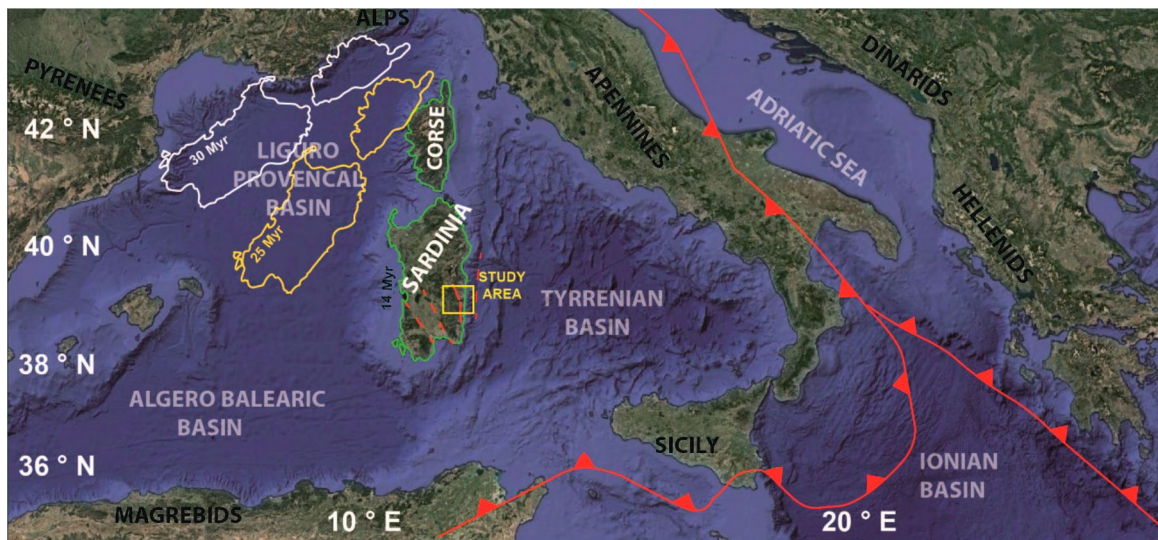 ALPS
PYRENEES
DINARIDS
APENNINES
ADRIATIC SEA
42 ° N
CORSE
30 Myr
LIGURO
PROVENCAL
BASIN
HELLENIDS
40 ° N
25 Myr
SARDINIA
14 Myr
STUDY
AREA
TYRRENIAN
BASIN
38 ° N
ALGERO BALEARIC
BASIN
SICILY
36 ° N
IONIAN
BASIN
MAGREBIDS
10 ° E
20 ° E